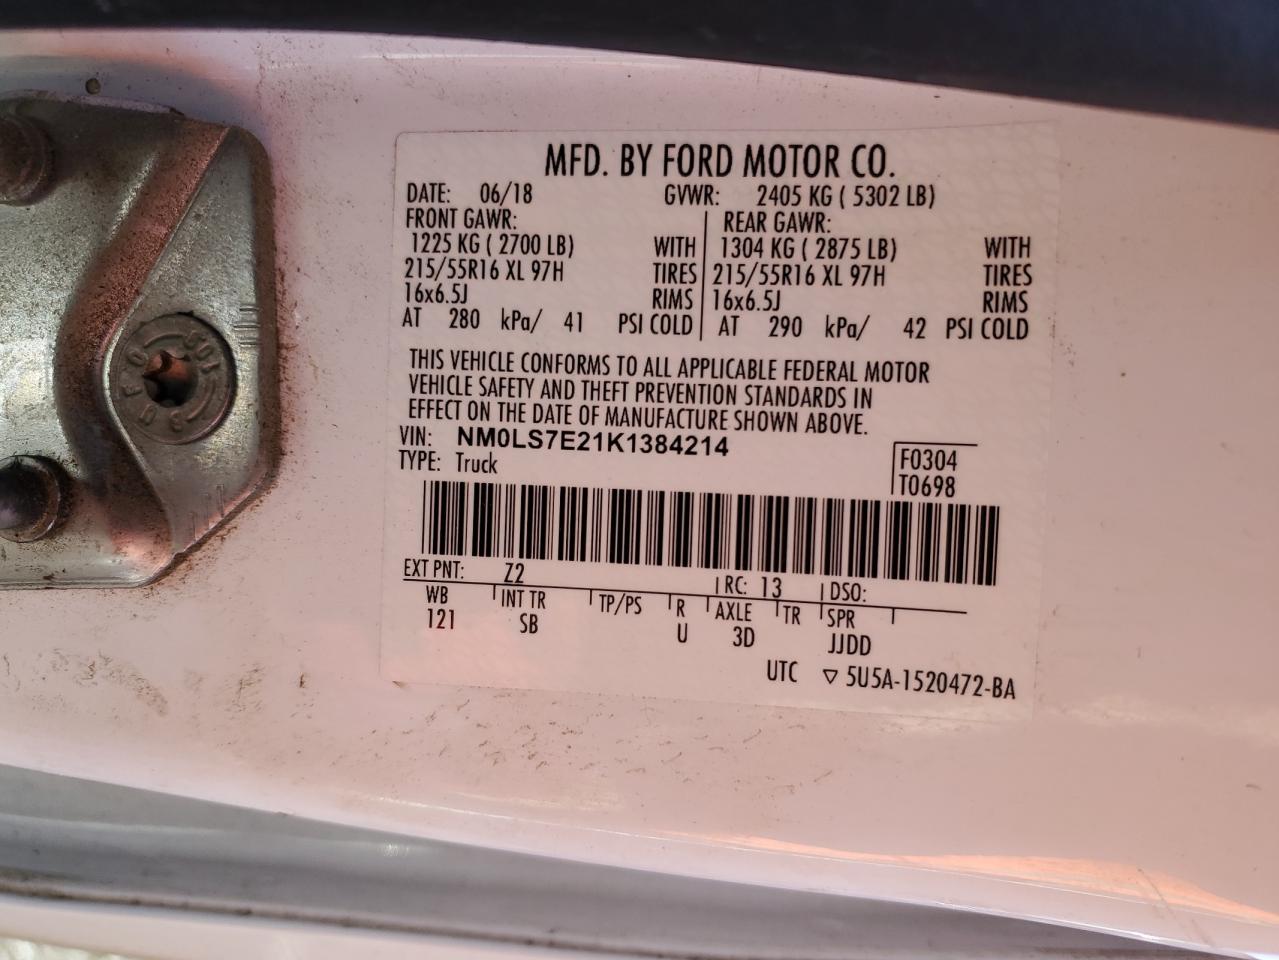 MFD. BY FORD MOTOR CO.
DATE: 06/18 GVWR: 2405 KG ( 5302 LB)
FRONT GAWR: REAR GAWR:
1225 KG ( 2700 LB) WITH 1304 KG ( 2875 LB) WITH
215/55R16 XL 97H TIRES 215/55R16 XL 97H TIRES
16x6.5J RIMS 16x6.5J RIMS
AT 280 kPa/ 41 PSI COLD AT 290 kPa/ 42 PSI COLD
THIS VEHICLE CONFORMS TO ALL APPLICABLE FEDERAL MOTOR
VEHICLE SAFETY AND THEFT PREVENTION STANDARDS IN
EFFECT ON THE DATE OF MANUFACTURE SHOWN ABOVE.
VIN: NM0LS7E21K1384214
TYPE: Truck
F0304
T0698
EXT PNT: Z2 RC: 13 DSO:
WB INT TR TP/PS R AXLE TR SPR
121 SB U 3D JJDD
UTC ▽ 5U5A-1520472-BA